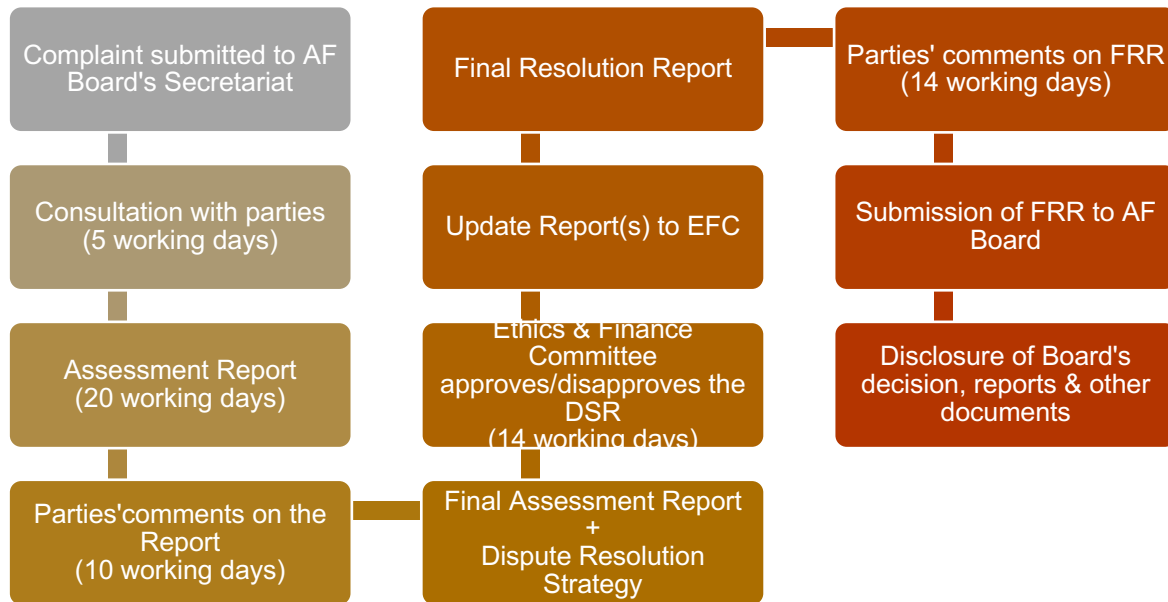 Complaint submitted to AF
Board's Secretariat
Consultation with parties
(5 working days)
Assessment Report
(20 working days)
Parties'comments on the
Report
(10 working days)
Final Assessment Report
+
Dispute Resolution
Strategy
Ethics & Finance
Committee
approves/disapproves the
DSR
(14 working days)
Update Report(s) to EFC
Final Resolution Report
Parties' comments on FRR
(14 working days)
Submission of FRR to AF
Board
Disclosure of Board's
decision, reports & other
documents